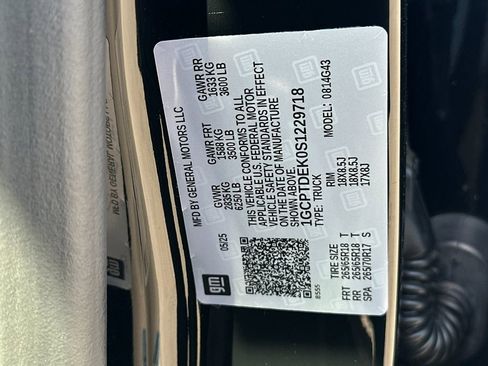 MFD BY GENERAL MOTORS LLC
05/25
GVWR GAWR FRT GAWR RR
2835 KG 1588 KG 1633 KG
6250 LB 3500 LB 3600 LB
THIS VEHICLE CONFORMS TO ALL
APPLICABLE U.S. FEDERAL MOTOR
VEHICLE SAFETY STANDARDS IN EFFECT
ON THE DATE OF MANUFACTURE
SHOWN ABOVE.
1GCPTDEK0S1229718
TYPE: TRUCK MODEL: 0814G43
gm
8555
TIRE SIZE RIM
FRT 265/65R18 T 18X8.5J
RR 265/65R18 T 18X8.5J
SPA 265/70R17 S 17X8J